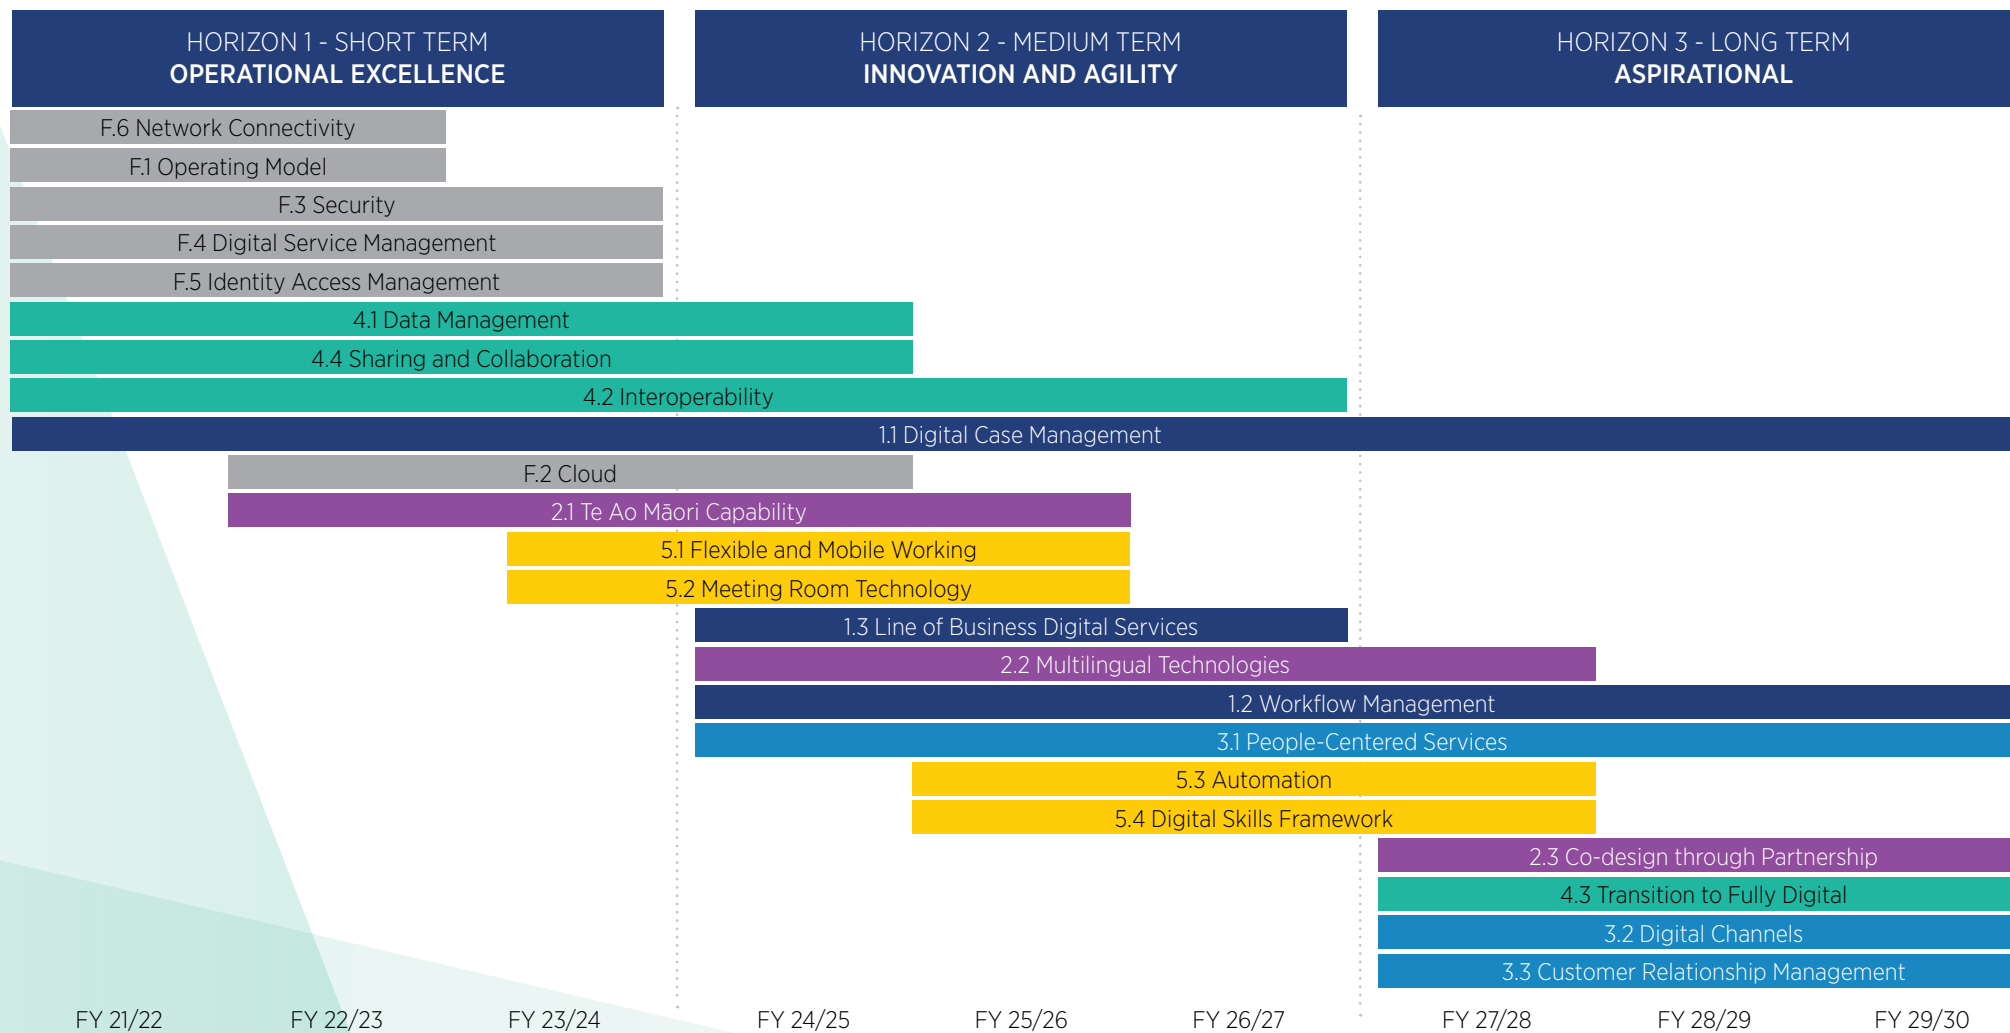 HORIZON 1 - SHORT TERM
OPERATIONAL EXCELLENCE
HORIZON 2 - MEDIUM TERM
INNOVATION AND AGILITY
HORIZON 3 - LONG TERM
ASPIRATIONAL
F.6 Network Connectivity
F.1 Operating Model
F.3 Security
F.4 Digital Service Management
F.5 Identity Access Management
4.1 Data Management
4.4 Sharing and Collaboration
4.2 Interoperability
1.1 Digital Case Management
F.2 Cloud
2.1 Te Ao Māori Capability
5.1 Flexible and Mobile Working
5.2 Meeting Room Technology
1.3 Line of Business Digital Services
2.2 Multilingual Technologies
1.2 Workflow Management
3.1 People-Centered Services
5.3 Automation
5.4 Digital Skills Framework
2.3 Co-design through Partnership
4.3 Transition to Fully Digital
3.2 Digital Channels
3.3 Customer Relationship Management
FY 21/22 FY 22/23 FY 23/24 FY 24/25 FY 25/26 FY 26/27 FY 27/28 FY 28/29 FY 29/30